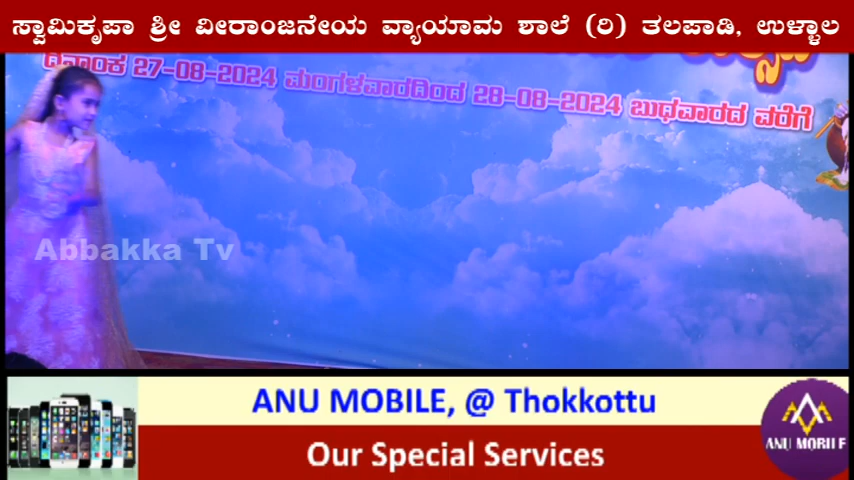 ಸ್ವಾಮಿಕೃಪಾ ಶ್ರೀ ವೀರಾಂಜನೇಯ ವ್ಯಾಯಾಮ ಶಾಲೆ (ರಿ) ತಲಪಾಡಿ, ಉಳ್ಳಾಲ
ದಿನಾಂಕ 27-08-2024 ಮಂಗಳವಾರದಿಂದ 28-08-2024 ಬುಧವಾರದ ವರೆಗೆ
Abbakka Tv
ANU MOBILE, @ Thokkottu
Our Special Services
ANU MOBILE